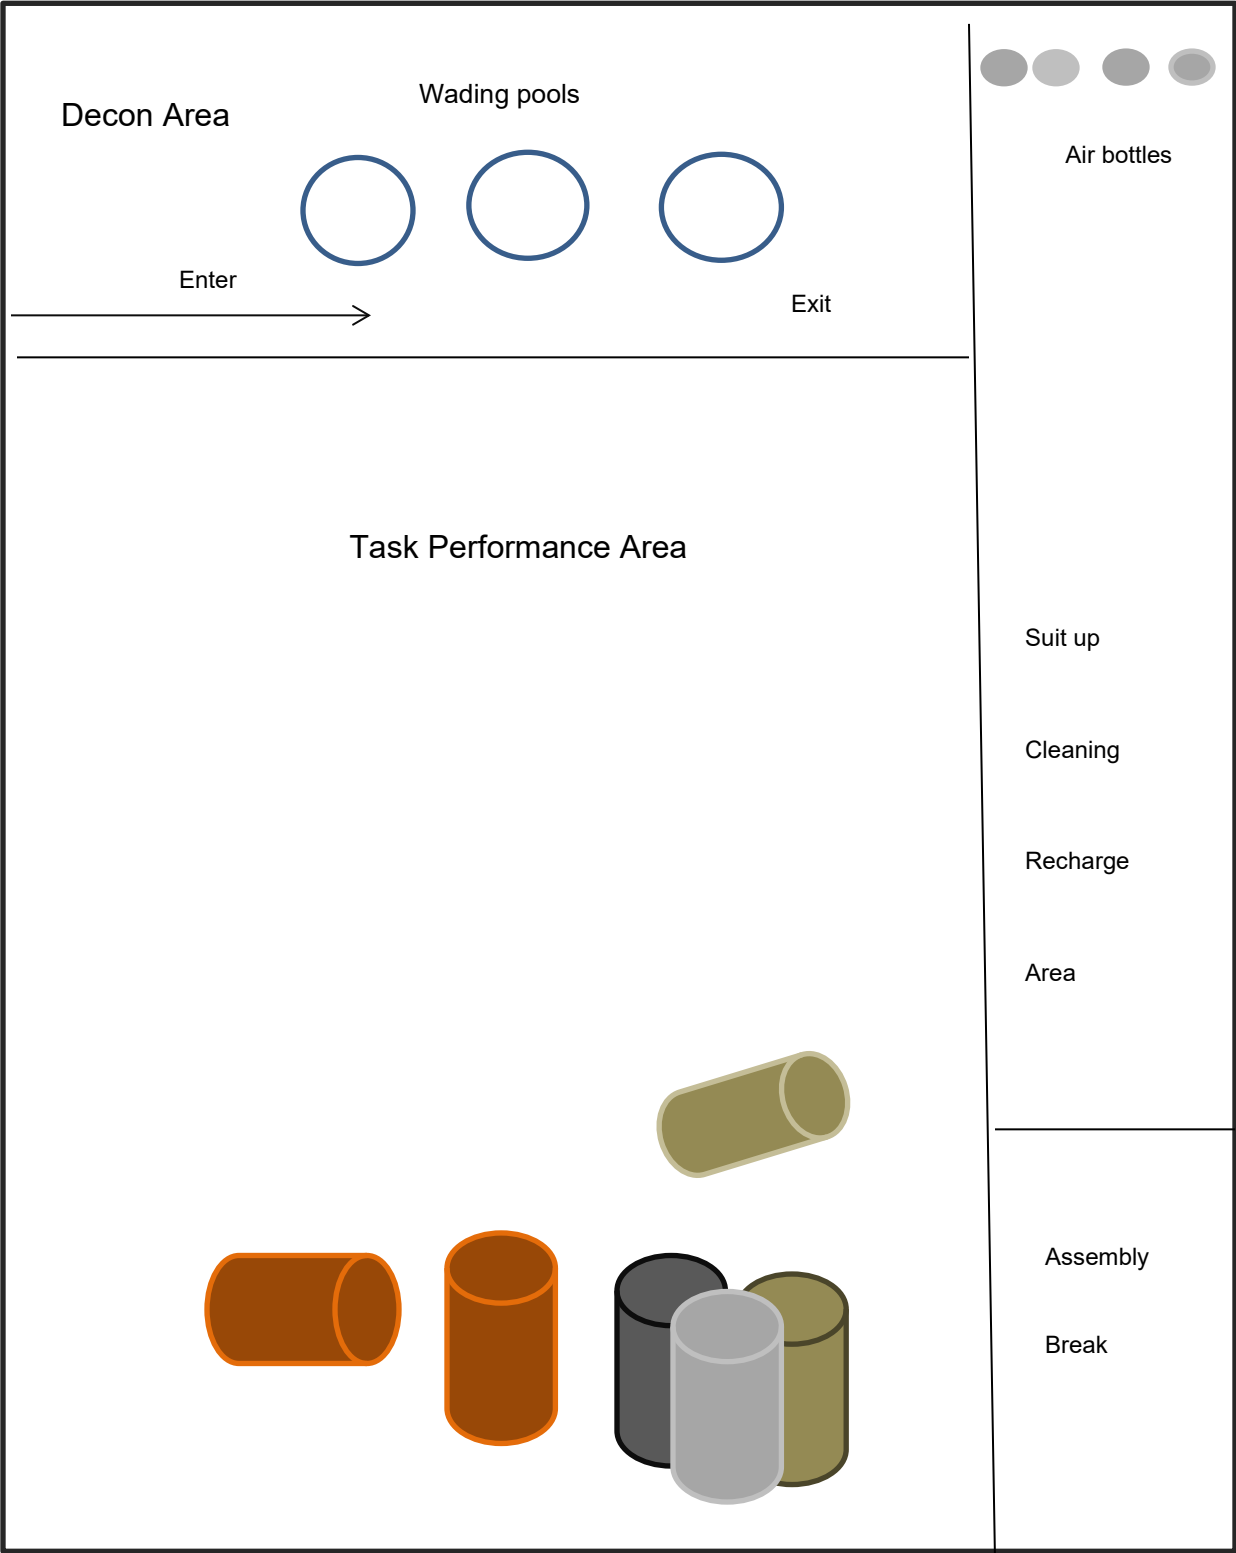 Wading pools
Decon Area
Air bottles
Enter
Exit
Task Performance Area
Suit up
Cleaning
Recharge
Area
Assembly
Break